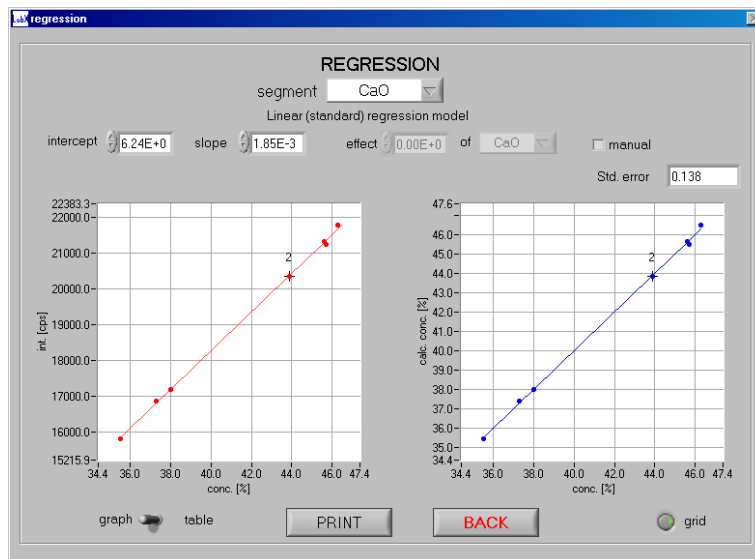 LabX regression
REGRESSION
segment CaO
Linear (standard) regression model
intercept 6.24E+0 slope 1.85E-3 effect 0.00E+0 of CaO manual
Std. error 0.138
22383.3
22000.0
21000.0
20000.0
19000.0
18000.0
17000.0
16000.0
15215.9
int. [cps]
2
34.4 36.0 38.0 40.0 42.0 44.0 46.0 47.4
conc. [%]
47.6
46.0
45.0
44.0
43.0
42.0
41.0
40.0
39.0
38.0
37.0
36.0
35.0
34.4
calc. conc. [%]
2
34.4 36.0 38.0 40.0 42.0 44.0 46.0 47.4
conc. [%]
graph table PRINT BACK grid